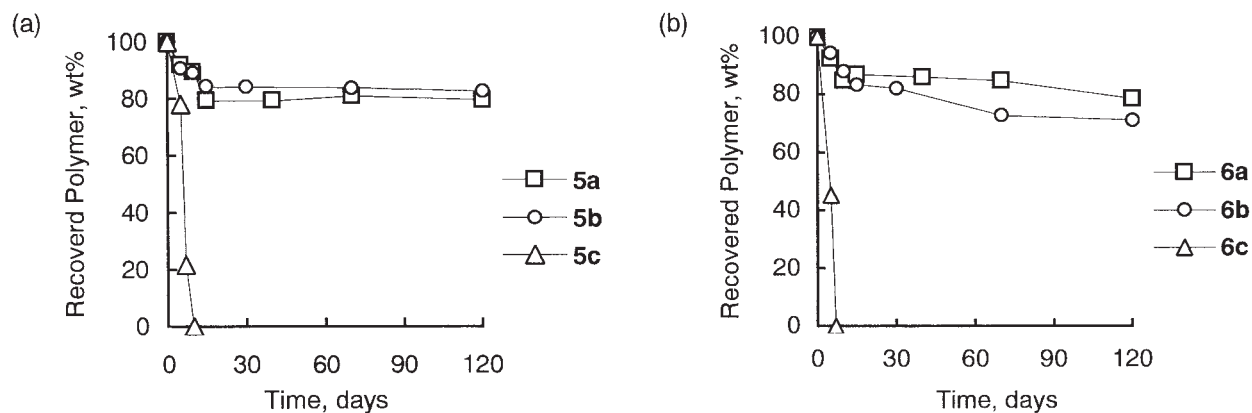 (a)
Recoverd Polymer, wt%
100
80
60
40
20
0
0 30 60 90 120
Time, days
5a
5b
5c
(b)
Recovered Polymer, wt%
100
80
60
40
20
0
0 30 60 90 120
Time, days
6a
6b
6c